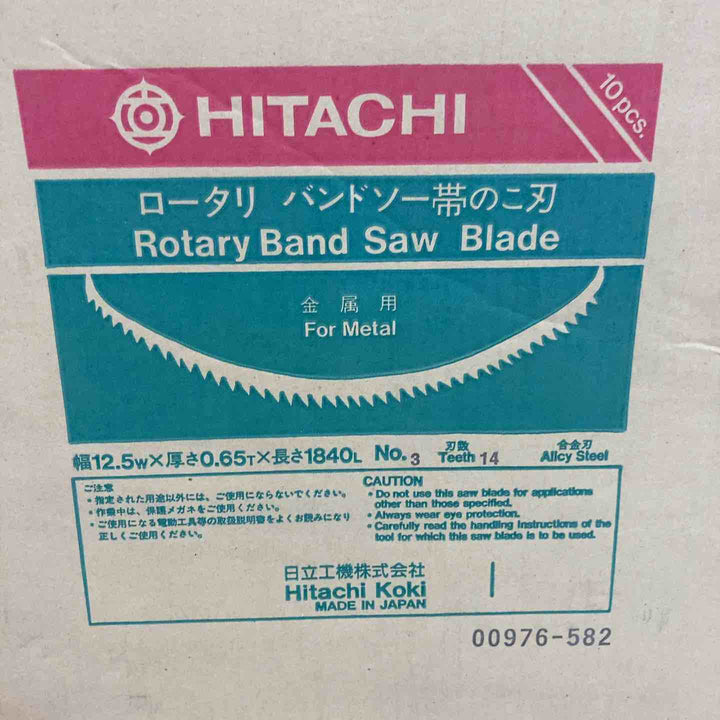 HITACHI
10pcs.
ロータリ バンドソー帯のこ刃
Rotary Band Saw Blade
金属用
For Metal
幅12.5W×厚さ0.65T×長さ1840L No.3 刃数 Teeth 14 合金刃 Alloy Steel
ご注意
・指定された用途以外には、ご使用にならないでください。
・作業中は、保護メガネをご使用ください。
・ご使用になる電動工具等の取扱説明書をよくお読みになり
正しくご使用ください。
CAUTION
• Do not use this saw blade for applications
other than those specified.
• Always wear eye protection.
• Carefully read the handling Instructions of the
tool for which this saw blade is to be used.
日立工機株式会社
Hitachi Koki
MADE IN JAPAN
00976-582